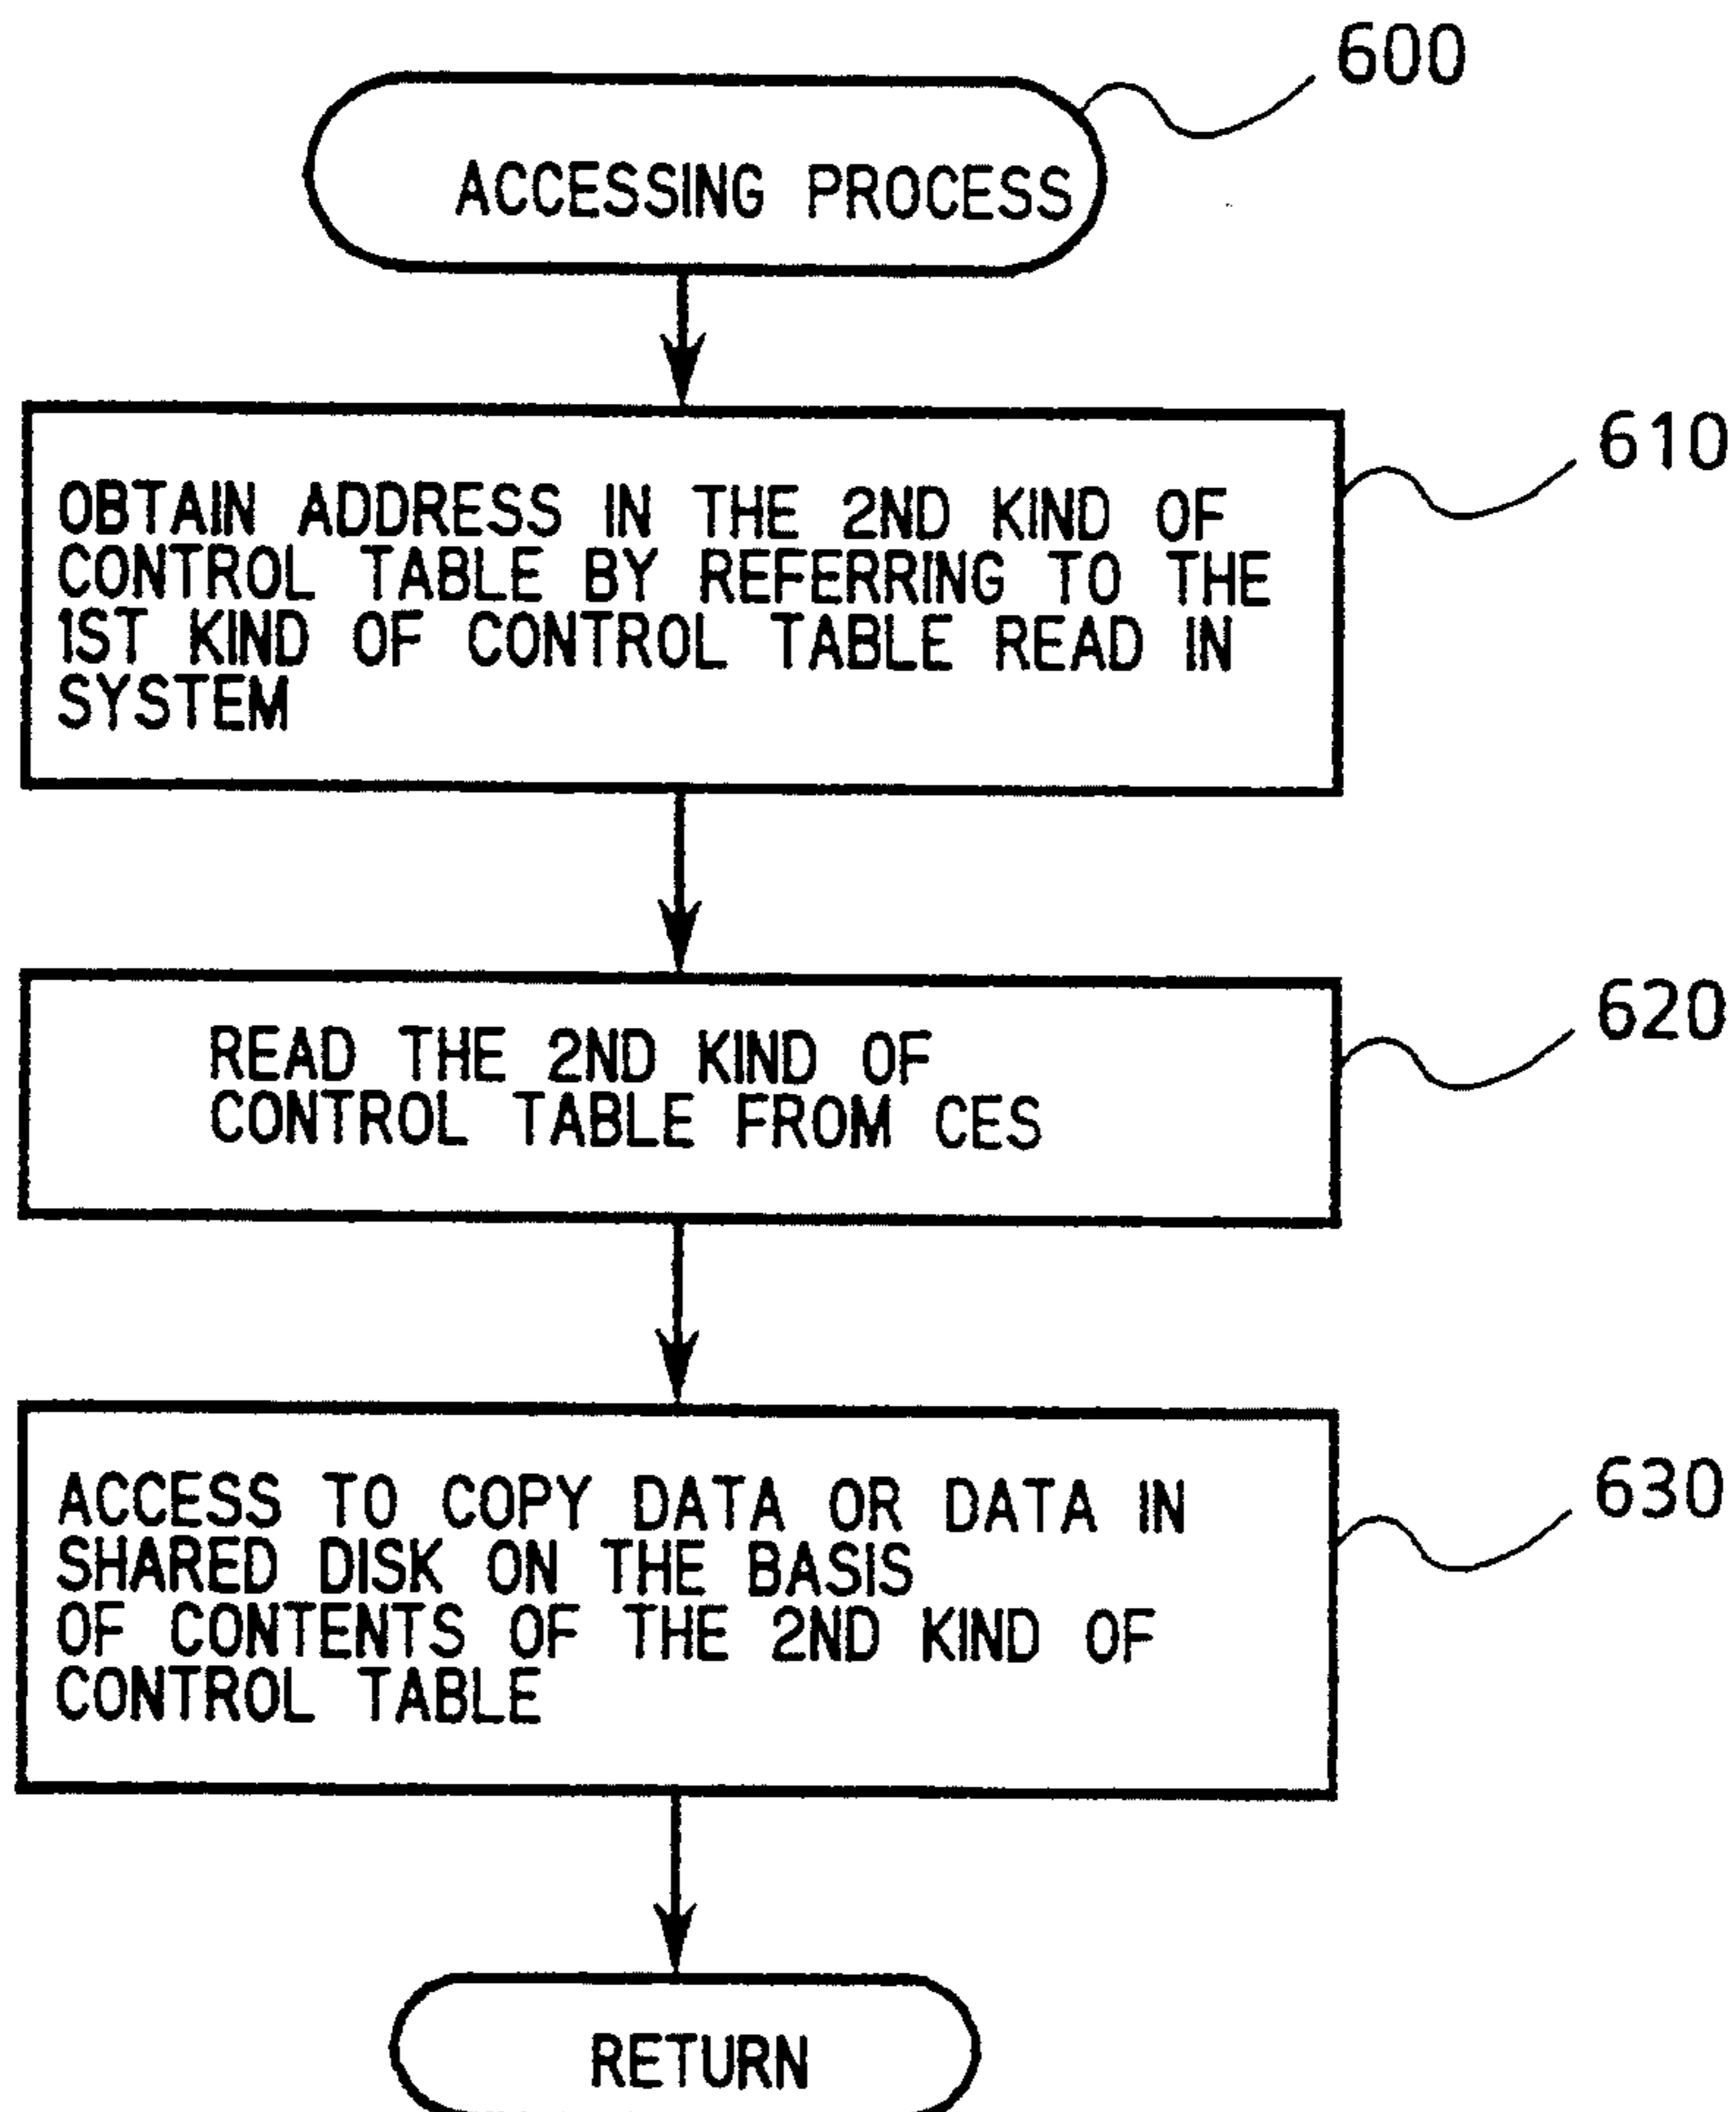 600
ACCESSING PROCESS
610
OBTAIN ADDRESS IN THE 2ND KIND OF
CONTROL TABLE BY REFERRING TO THE
1ST KIND OF CONTROL TABLE READ IN
SYSTEM
620
READ THE 2ND KIND OF
CONTROL TABLE FROM CES
630
ACCESS TO COPY DATA OR DATA IN
SHARED DISK ON THE BASIS
OF CONTENTS OF THE 2ND KIND OF
CONTROL TABLE
RETURN